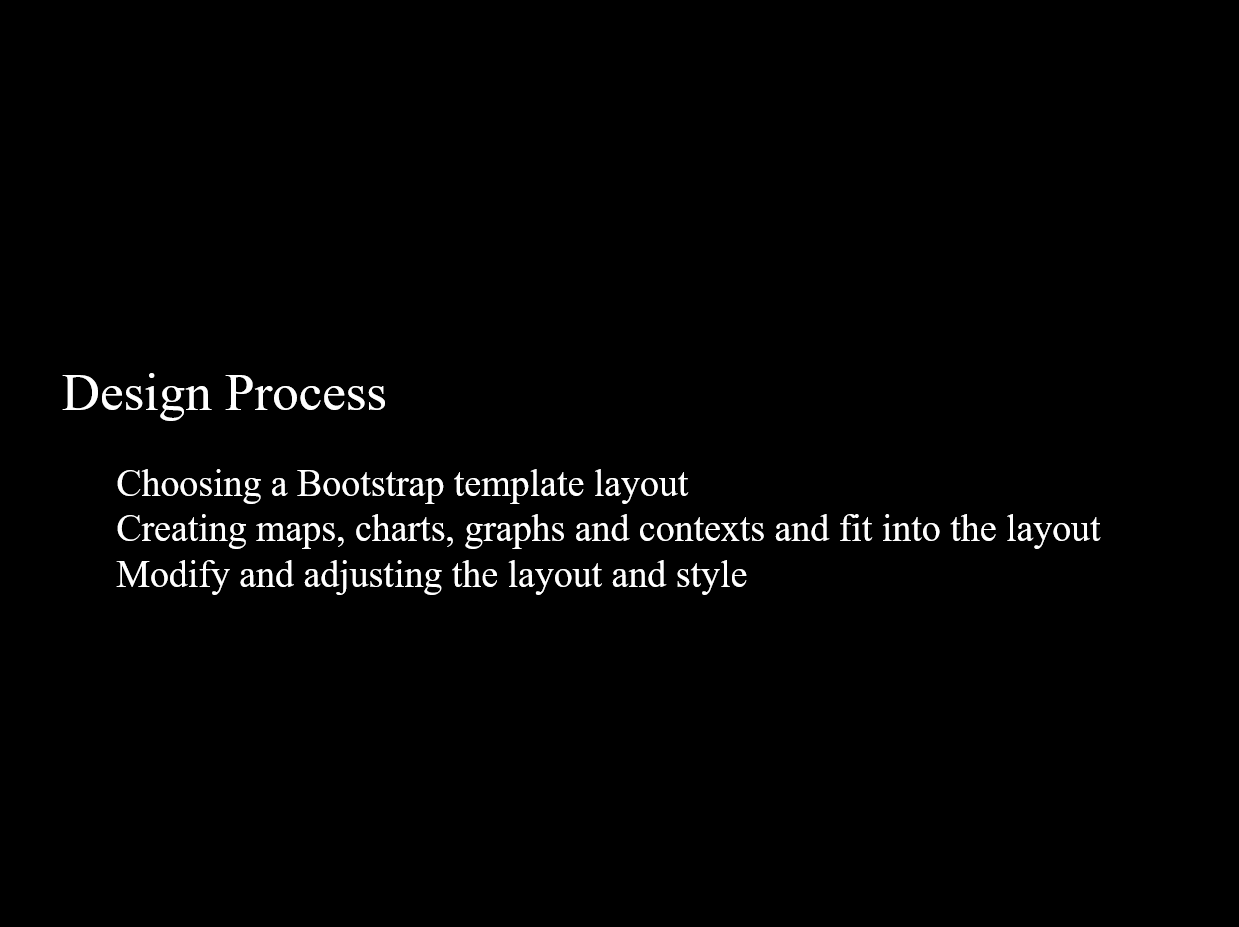 Design Process
Choosing a Bootstrap template layout
Creating maps, charts, graphs and contexts and fit into the layout
Modify and adjusting the layout and style